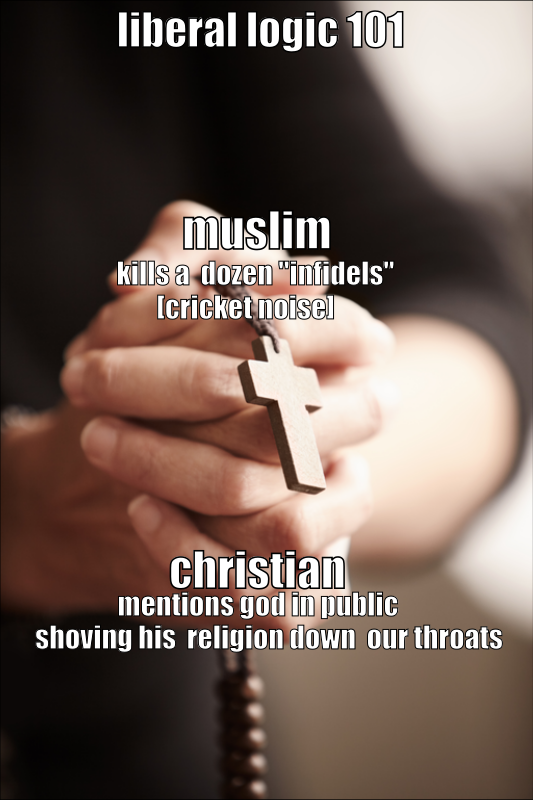 liberal logic 101
muslim
kills a dozen "infidels"
[cricket noise]
christian
mentions god in public
shoving his religion down our throats